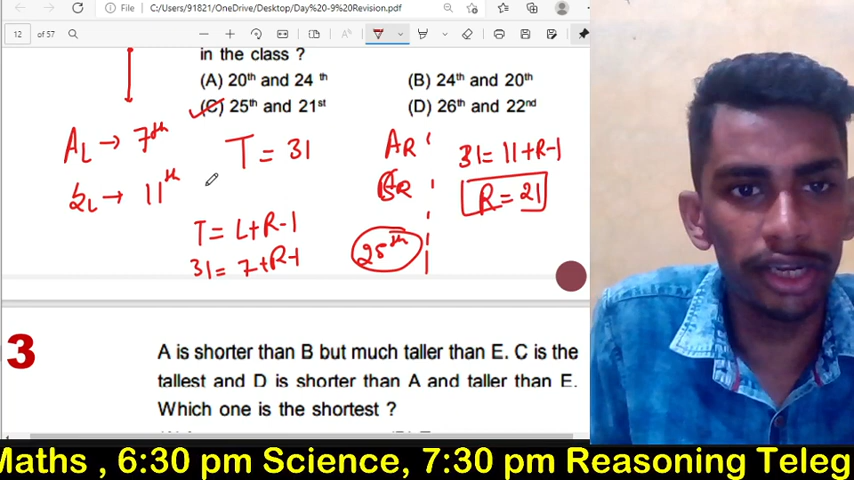 File C:/Users/91821/OneDrive/Desktop/Day%20-9%20Revision.pdf
12 of 57
in the class ?
(A) 20th and 24 th (B) 24th and 20th
(C) 25th and 21st (D) 26th and 22nd
AL → 7th
T = 31
AR
31 = 11+R-1
L → 11th
R
R = 21
T = L+R-1
25th
31 = 7+R-1
3
A is shorter than B but much taller than E. C is the
tallest and D is shorter than A and taller than E.
Which one is the shortest ?
Maths , 6:30 pm Science, 7:30 pm Reasoning Teleg